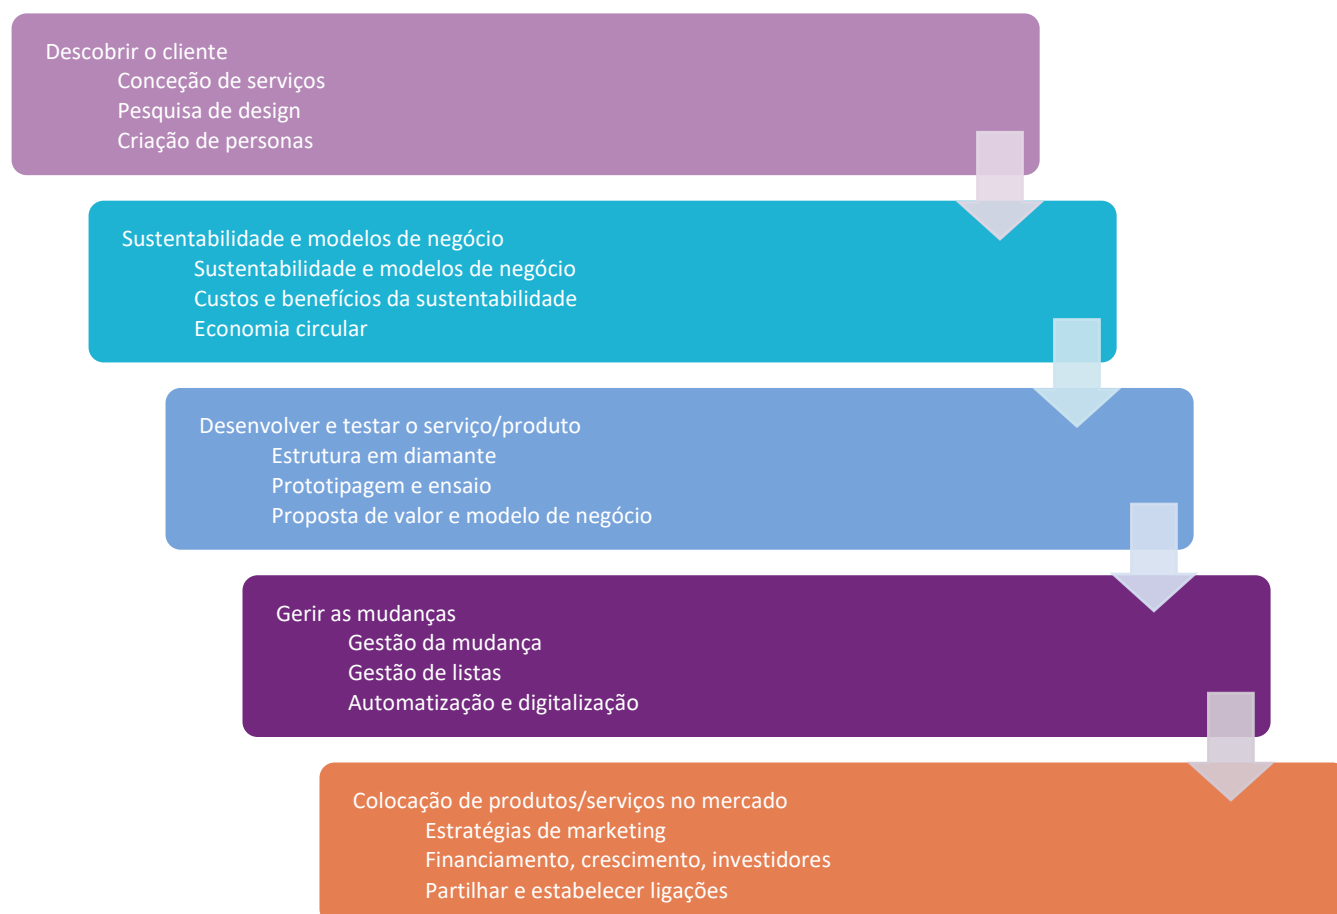 Descobrir o cliente
Conceção de serviços
Pesquisa de design
Criação de personas
Sustentabilidade e modelos de negócio
Sustentabilidade e modelos de negócio
Custos e benefícios da sustentabilidade
Economia circular
Desenvolver e testar o serviço/produto
Estrutura em diamante
Prototipagem e ensaio
Proposta de valor e modelo de negócio
Gerir as mudanças
Gestão da mudança
Gestão de listas
Automatização e digitalização
Colocação de produtos/serviços no mercado
Estratégias de marketing
Financiamento, crescimento, investidores
Partilhar e estabelecer ligações